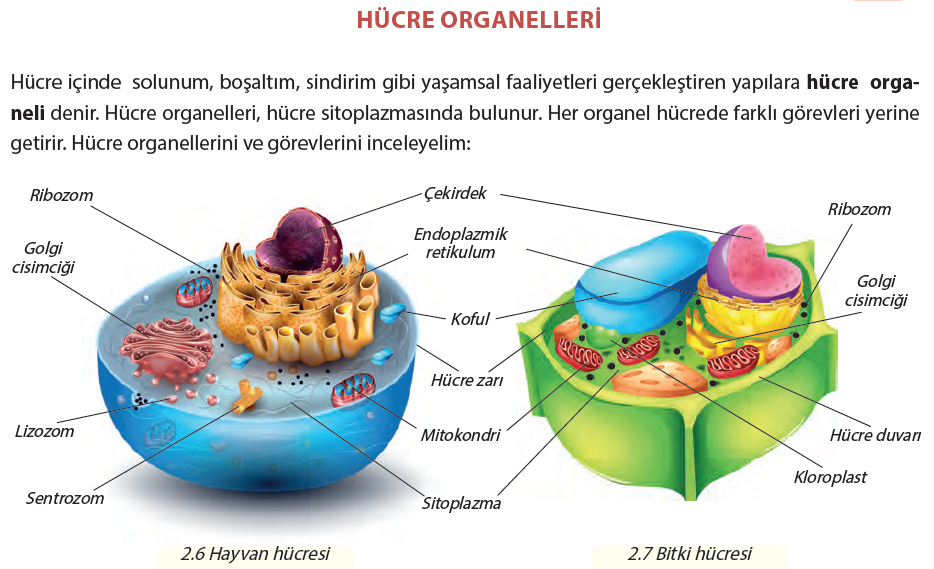 HÜCRE ORGANELLERİ
Hücre içinde solunum, boşaltım, sindirim gibi yaşamsal faaliyetleri gerçekleştiren yapılara hücre orga-
neli denir. Hücre organelleri, hücre sitoplazmasında bulunur. Her organel hücrede farklı görevleri yerine
getirir. Hücre organellerini ve görevlerini inceleyelim:
Ribozom
Golgi
cisimciği
Lizozom
Sentrozom
Çekirdek
Endoplazmik
retikulum
Koful
Hücre zarı
Mitokondri
Sitoplazma
Ribozom
Golgi
cisimciği
Hücre duvarı
Kloroplast
2.6 Hayvan hücresi
2.7 Bitki hücresi